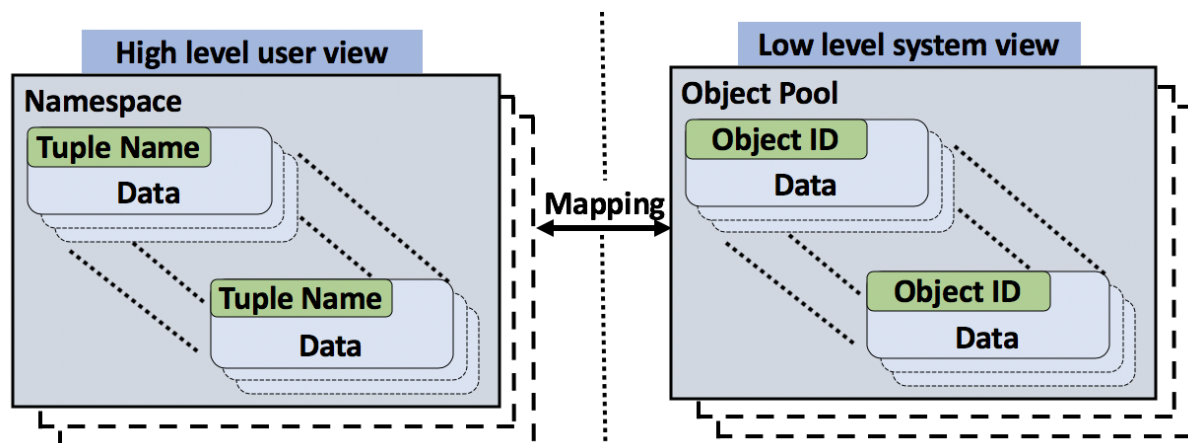 High level user view
Namespace
Tuple Name
Data
Tuple Name
Data
Mapping
Low level system view
Object Pool
Object ID
Data
Object ID
Data